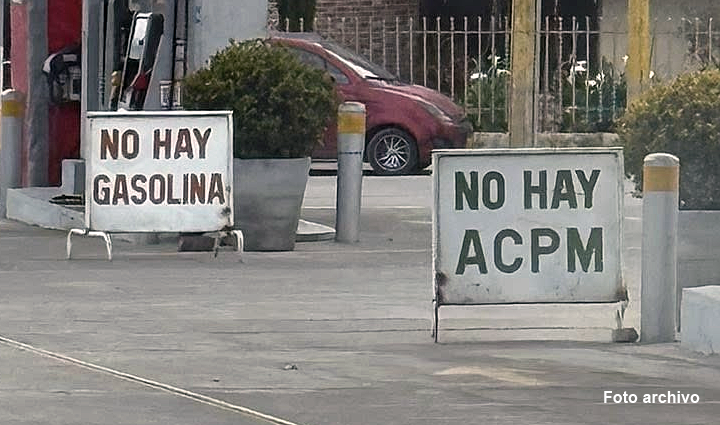 NO HAY
GASOLINA
NO HAY
ACPM
Foto archivo